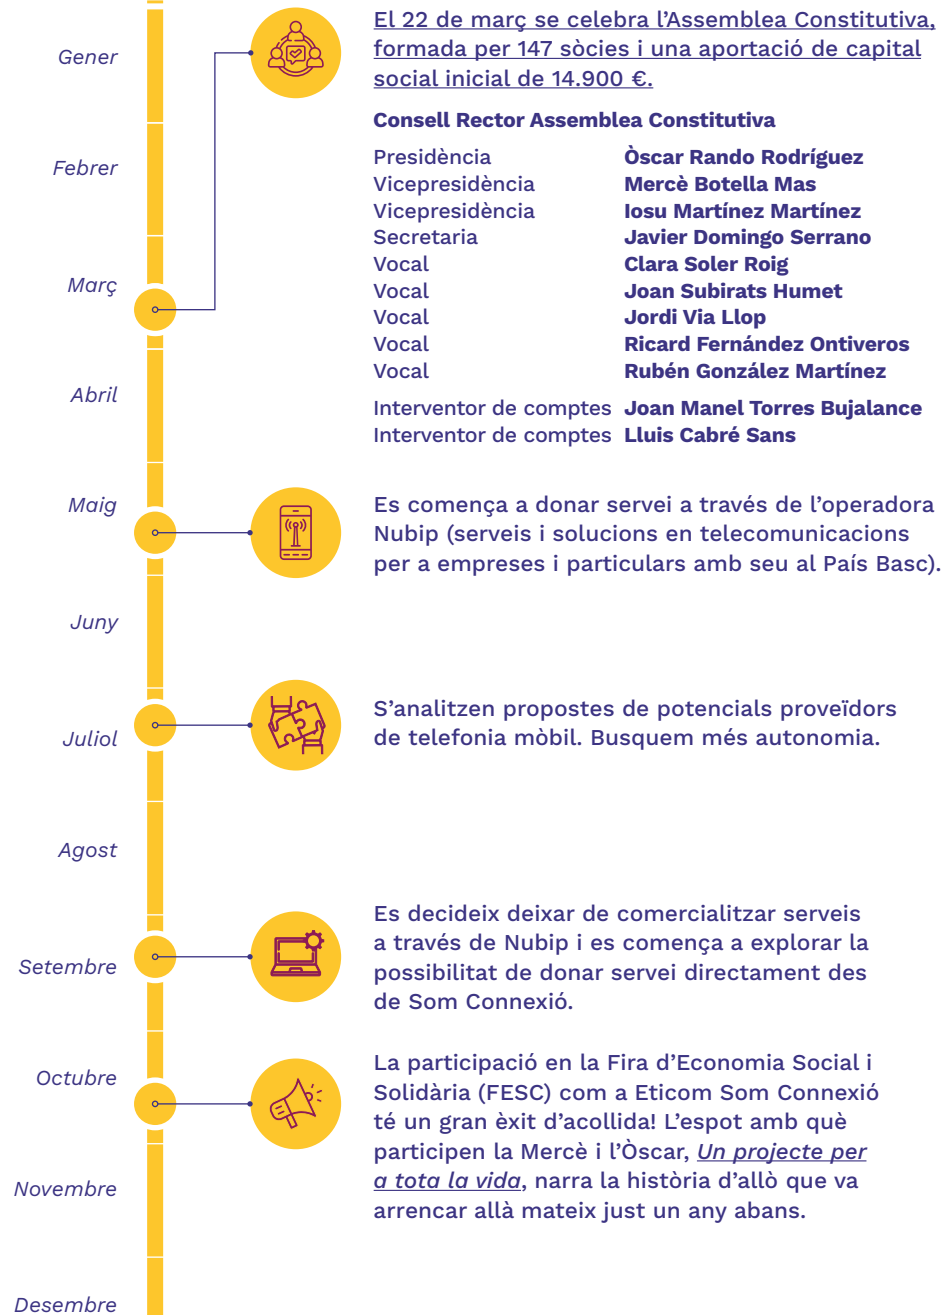 Gener
El 22 de març se celebra l’Assemblea Constitutiva,
formada per 147 sòcies i una aportació de capital
social inicial de 14.900 €.
Consell Rector Assemblea Constitutiva
Febrer
Presidència Òscar Rando Rodríguez
Vicepresidència Mercè Botella Mas
Vicepresidència Iosu Martínez Martínez
Secretaria Javier Domingo Serrano
Vocal Clara Soler Roig
Març
Vocal Joan Subirats Humet
Vocal Jordi Via Llop
Vocal Ricard Fernández Ontiveros
Vocal Rubén González Martínez
Abril
Interventor de comptes Joan Manel Torres Bujalance
Interventor de comptes Lluis Cabré Sans
Maig
Es comença a donar servei a través de l’operadora
Nubip (serveis i solucions en telecomunicacions
per a empreses i particulars amb seu al País Basc).
Juny
Juliol
S’analitzen propostes de potencials proveïdors
de telefonia mòbil. Busquem més autonomia.
Agost
Setembre
Es decideix deixar de comercialitzar serveis
a través de Nubip i es comença a explorar la
possibilitat de donar servei directament des
de Som Connexió.
Octubre
La participació en la Fira d’Economia Social i
Solidària (FESC) com a Eticom Som Connexió
té un gran èxit d’acollida! L’espot amb què
participen la Mercè i l’Òscar, Un projecte per
a tota la vida, narra la història d’allò que va
arrencar allà mateix just un any abans.
Novembre
Desembre